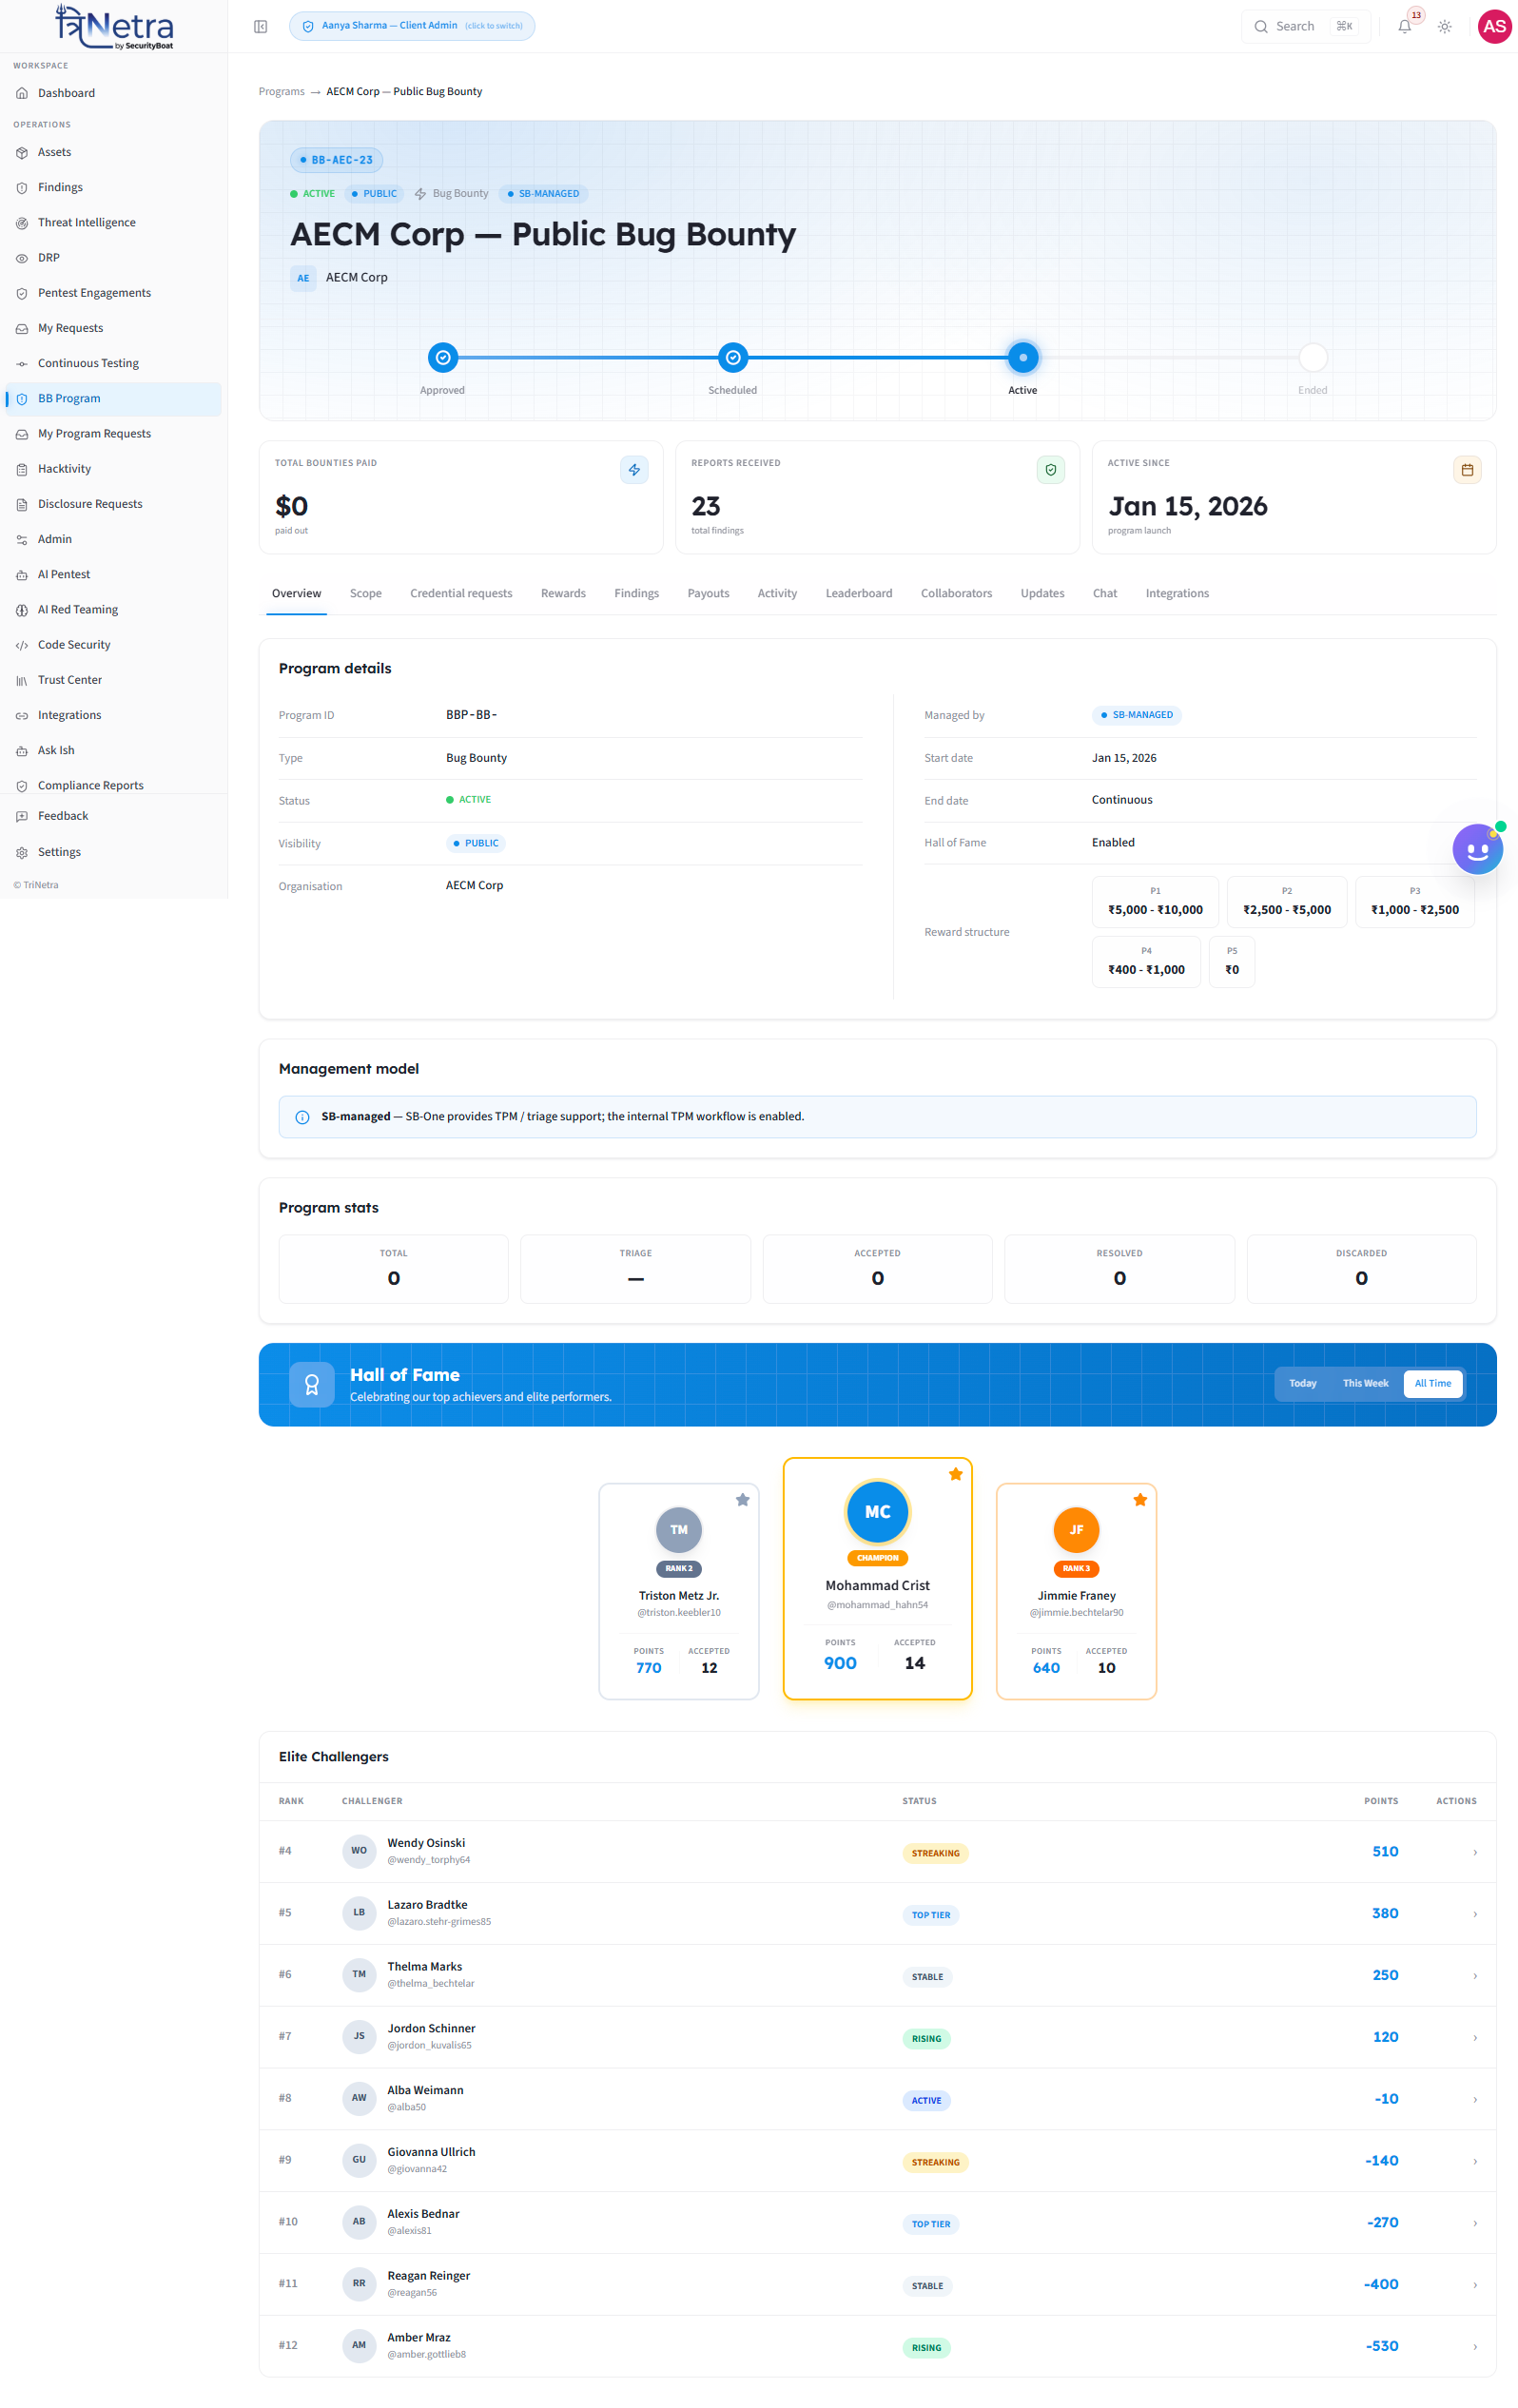 त्रिNetra
by SecurityBoat
Aanya Sharma — Client Admin (click to switch)
Search ⌘K
13
AS
WORKSPACE
Dashboard
OPERATIONS
Assets
Findings
Threat Intelligence
DRP
Pentest Engagements
My Requests
Continuous Testing
BB Program
My Program Requests
Hacktivity
Disclosure Requests
Admin
AI Pentest
AI Red Teaming
Code Security
Trust Center
Integrations
Ask Ish
Compliance Reports
Feedback
Settings
© TriNetra
Programs → AECM Corp — Public Bug Bounty
BB-AEC-23
ACTIVE PUBLIC Bug Bounty SB-MANAGED
AECM Corp — Public Bug Bounty
AE AECM Corp
Approved Scheduled Active Ended
TOTAL BOUNTIES PAID
$0
paid out
REPORTS RECEIVED
23
total findings
ACTIVE SINCE
Jan 15, 2026
program launch
Overview Scope Credential requests Rewards Findings Payouts Activity Leaderboard Collaborators Updates Chat Integrations
Program details
Program ID BBP-BB-
Type Bug Bounty
Status ACTIVE
Visibility PUBLIC
Organisation AECM Corp
Managed by SB-MANAGED
Start date Jan 15, 2026
End date Continuous
Hall of Fame Enabled
Reward structure
P1
₹5,000 - ₹10,000
P2
₹2,500 - ₹5,000
P3
₹1,000 - ₹2,500
P4
₹400 - ₹1,000
P5
₹0
Management model
SB-managed — SB-One provides TPM / triage support; the internal TPM workflow is enabled.
Program stats
TOTAL
0
TRIAGE
—
ACCEPTED
0
RESOLVED
0
DISCARDED
0
Hall of Fame
Celebrating our top achievers and elite performers.
Today This Week All Time
TM
RANK 2
Triston Metz Jr.
@triston.keebler10
POINTS ACCEPTED
770 12
MC
CHAMPION
Mohammad Crist
@mohammad_hahn54
POINTS ACCEPTED
900 14
JF
RANK 3
Jimmie Franey
@jimmie.bechtelar90
POINTS ACCEPTED
640 10
Elite Challengers
RANK CHALLENGER STATUS POINTS ACTIONS
#4 WO Wendy Osinski STREAKING 510 ›
@wendy_torphy64
#5 LB Lazaro Bradtke TOP TIER 380 ›
@lazaro.stehr-grimes85
#6 TM Thelma Marks STABLE 250 ›
@thelma_bechtelar
#7 JS Jordon Schinner RISING 120 ›
@jordon_kuvalis65
#8 AW Alba Weimann ACTIVE -10 ›
@alba50
#9 GU Giovanna Ullrich STREAKING -140 ›
@giovanna42
#10 AB Alexis Bednar TOP TIER -270 ›
@alexis81
#11 RR Reagan Reinger STABLE -400 ›
@reagan56
#12 AM Amber Mraz RISING -530 ›
@amber.gottlieb8